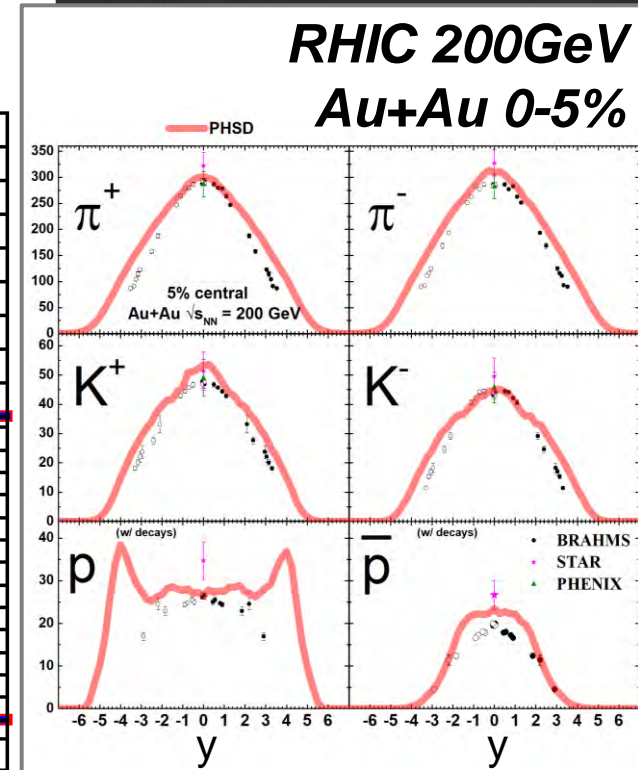 RHIC 200GeV
Au+Au 0-5%
PHSD
350
300
250
200
150
100
50
0
π+
5% central
Au+Au √sNN = 200 GeV
π-
60
50
40
30
20
10
0
K+
K-
40
30
20
10
0
p
(w/ decays)
p̅
(w/ decays)
BRAHMS
STAR
PHENIX
-6 -5 -4 -3 -2 -1 0 1 2 3 4 5 6
-6 -5 -4 -3 -2 -1 0 1 2 3 4 5 6
y
y